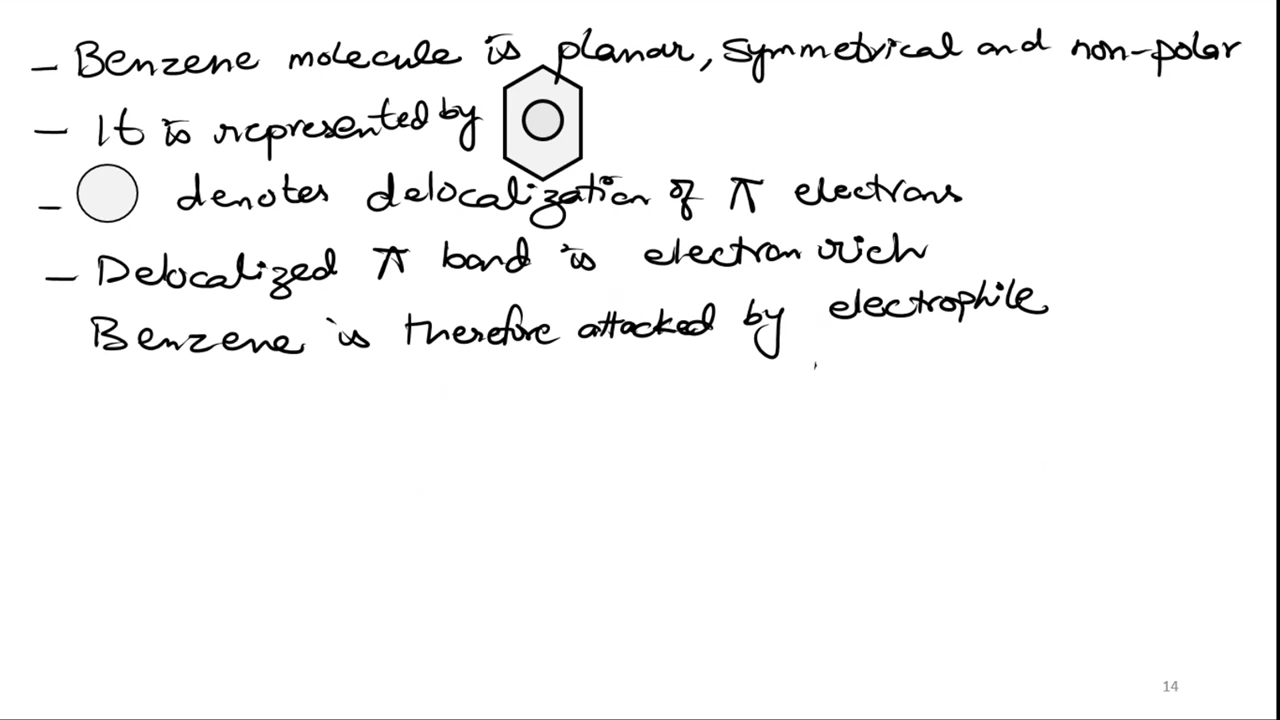 - Benzene molecule is planar, symmetrical and non-polar
- It is represented by
- denotes delocalization of π electrons
- Delocalized π bond is electron rich
Benzene is therefore attacked by electrophile
14